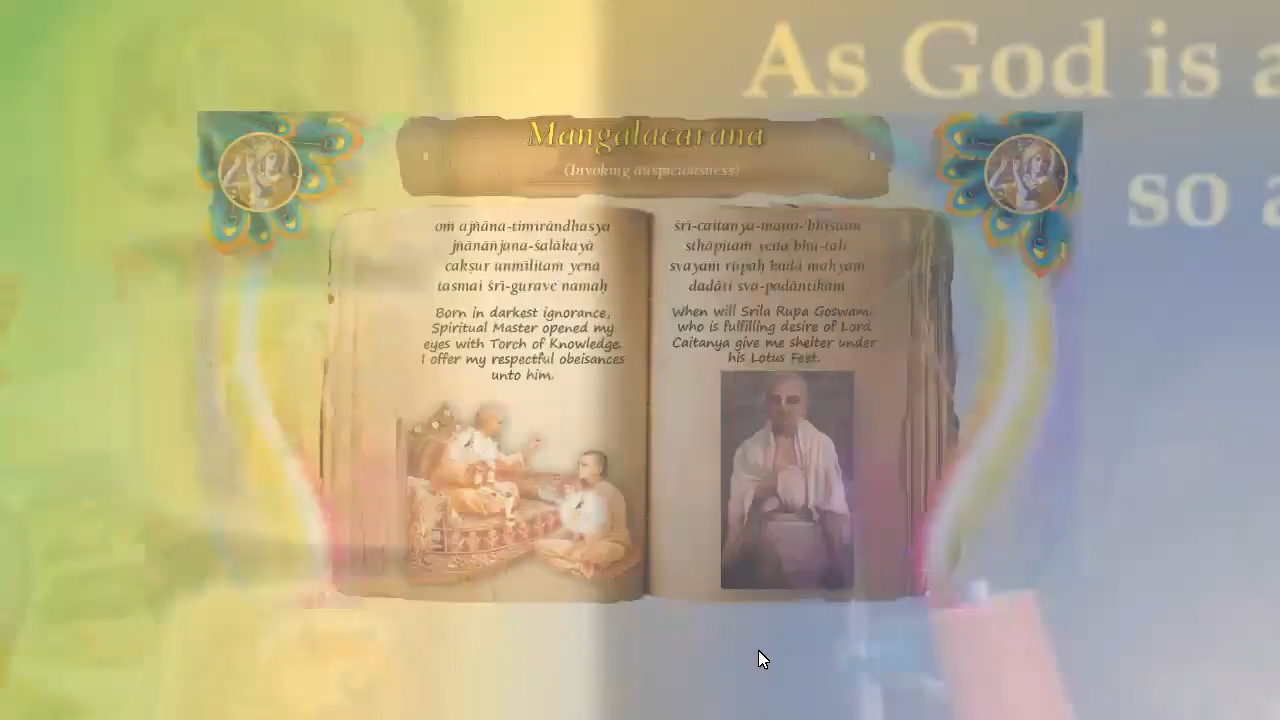 As God is a
so a
Mangalacarana
(Invoking auspiciousness)
oṁ ajñāna-timirāndhasya
jñānāñjana-śalākayā
cakṣur unmīlitaṁ yena
tasmai śrī-gurave namaḥ
Born in darkest ignorance,
Spiritual Master opened my
eyes with Torch of Knowledge.
I offer my respectful obeisances
unto him.
śrī-caitanya-mano-'bhīṣṭaṁ
sthāpitaṁ yena bhū-tale
svayaṁ rūpaḥ kadā mahyaṁ
dadāti sva-padāntikam
When will Srila Rupa Goswami,
who is fulfilling desire of Lord
Caitanya give me shelter under
his Lotus Feet.